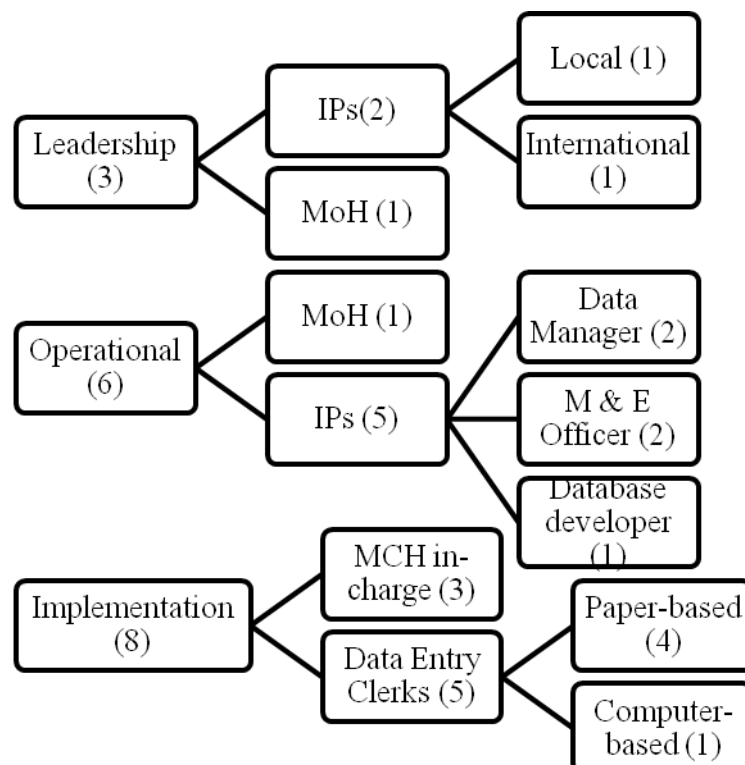 Leadership
(3)
IPs(2)
MoH (1)
Local (1)
International
(1)
Operational
(6)
MoH (1)
IPs (5)
Data
Manager (2)
M & E
Officer (2)
Database
developer
(1)
Implementation
(8)
MCH in-
charge (3)
Data Entry
Clerks (5)
Paper-based
(4)
Computer-
based (1)